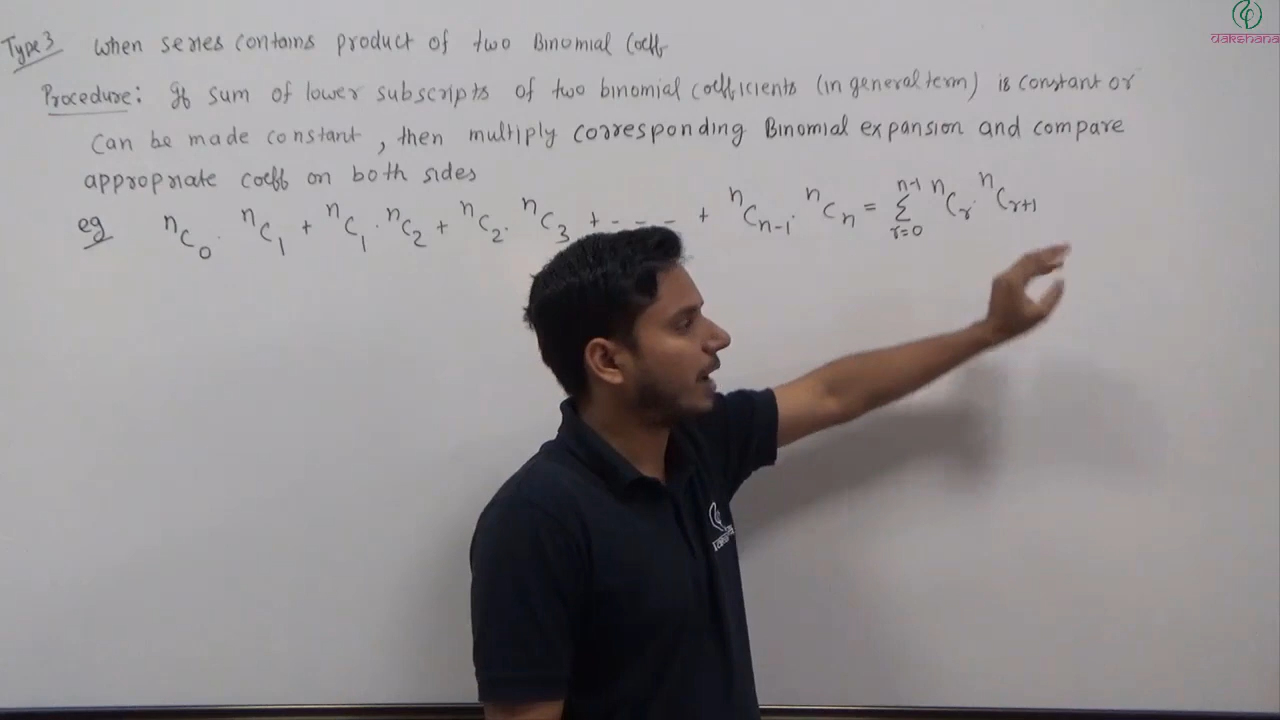 dakshana
Type 3 When series contains product of two Binomial Coeff
Procedure: If sum of lower subscripts of two binomial coefficients (in general term) is constant or
can be made constant, then multiply corresponding Binomial expansion and compare
appropriate coeff on both sides
eg ⁿC₀ · ⁿC₁ + ⁿC₁ · ⁿC₂ + ⁿC₂ · ⁿC₃ + - - - - + ⁿCₙ₋₁ · ⁿCₙ = Σ_{r=0}^{n-1} ⁿCᵣ · ⁿCᵣ₊₁